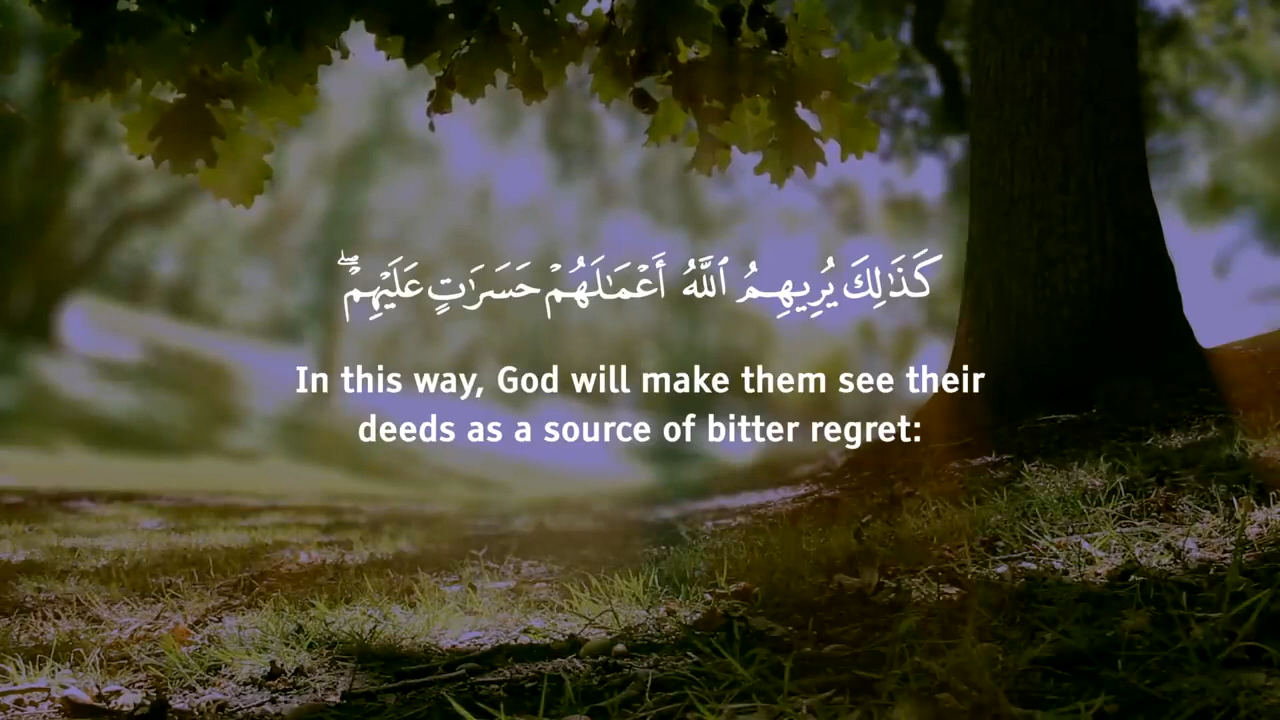 كَذَٰلِكَ يُرِيهِمُ ٱللَّهُ أَعْمَـٰلَهُمْ حَسَرَٰتٍ عَلَيْهِمْ ۖ
In this way, God will make them see their
deeds as a source of bitter regret: